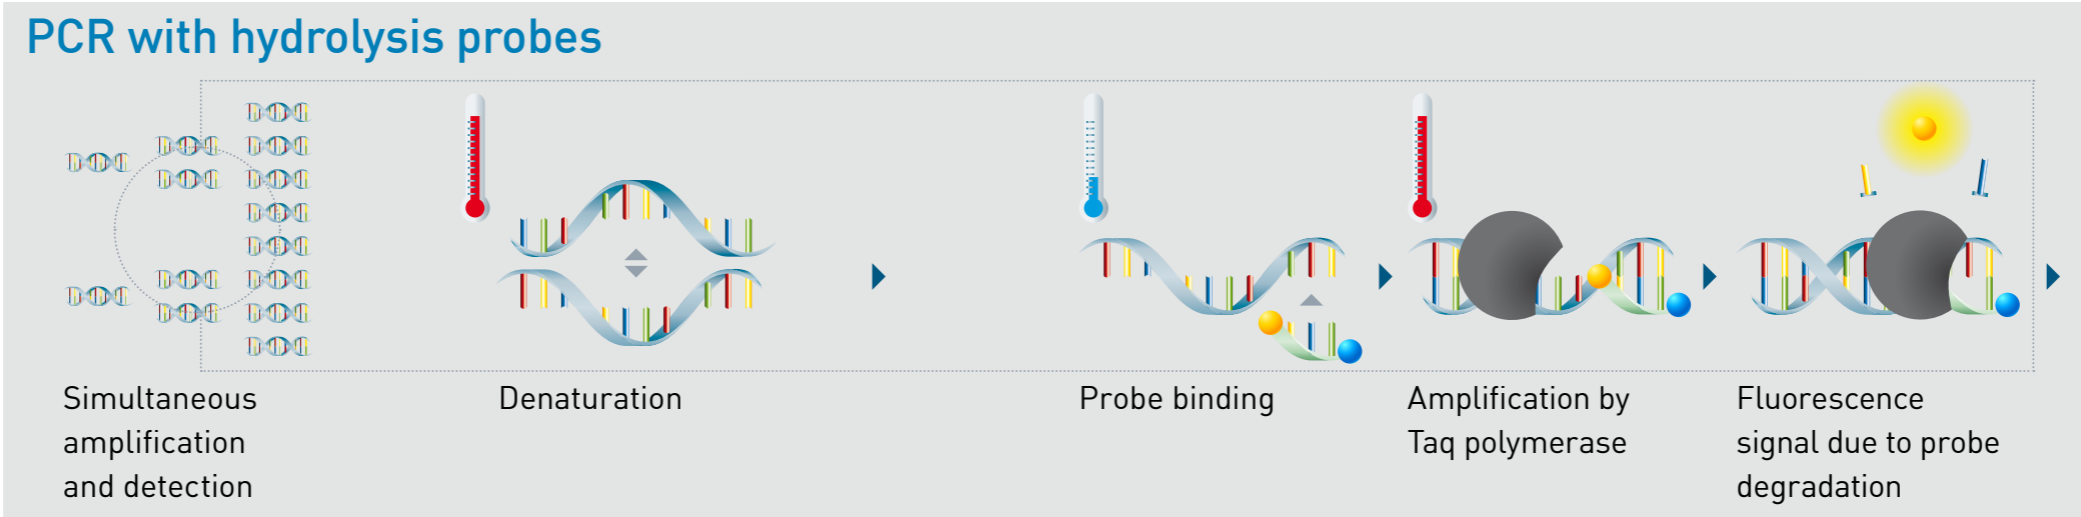 PCR with hydrolysis probes
Simultaneous
amplification
and detection
Denaturation
Probe binding
Amplification by
Taq polymerase
Fluorescence
signal due to probe
degradation